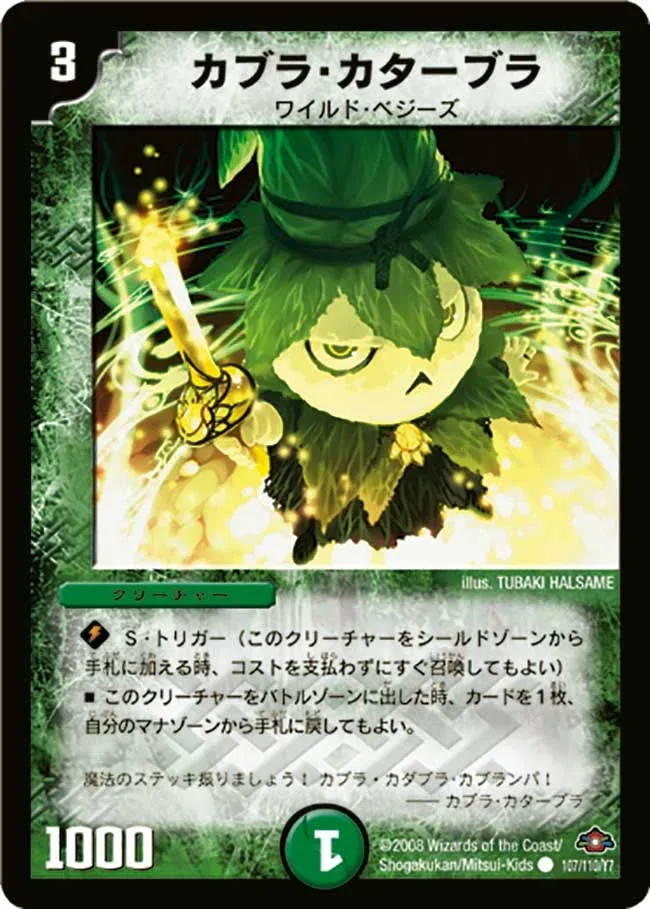 3
カブラ・カターブラ
ワイルド・ベジーズ
illus. TUBAKI HALSAME
クリーチャー
S・トリガー（このクリーチャーをシールドゾーンから
手札に加える時、コストを支払わずにすぐ召喚してもよい）
■ このクリーチャーをバトルゾーンに出した時、カードを1枚、
自分のマナゾーンから手札に戻してもよい。
魔法のステッキ振りましょう！ カブラ・カダブラ・カブランパ！
—— カブラ・カターブラ
1000
1
©2008 Wizards of the Coast/
Shogakukan/Mitsui-Kids
107/110/Y7